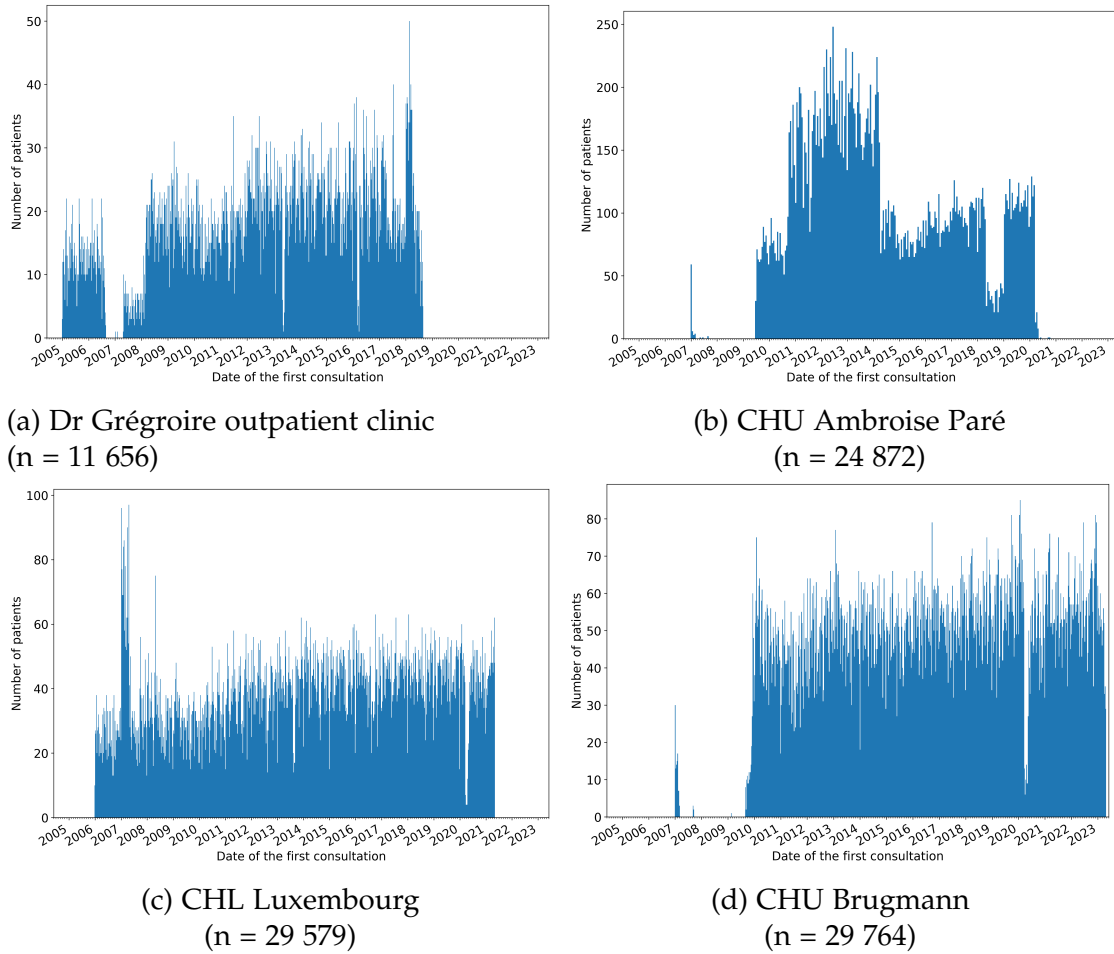 50
40
30
20
10
0
Number of patients
2005 2006 2007 2008 2009 2010 2011 2012 2013 2014 2015 2016 2017 2018 2019 2020 2021 2022 2023
Date of the first consultation
(a) Dr Grégroire outpatient clinic
(n = 11 656)
250
200
150
100
50
0
Number of patients
2005 2006 2007 2008 2009 2010 2011 2012 2013 2014 2015 2016 2017 2018 2019 2020 2021 2022 2023
Date of the first consultation
(b) CHU Ambroise Paré
(n = 24 872)
100
80
60
40
20
0
Number of patients
2005 2006 2007 2008 2009 2010 2011 2012 2013 2014 2015 2016 2017 2018 2019 2020 2021 2022 2023
Date of the first consultation
(c) CHL Luxembourg
(n = 29 579)
80
70
60
50
40
30
20
10
0
Number of patients
2005 2006 2007 2008 2009 2010 2011 2012 2013 2014 2015 2016 2017 2018 2019 2020 2021 2022 2023
Date of the first consultation
(d) CHU Brugmann
(n = 29 764)